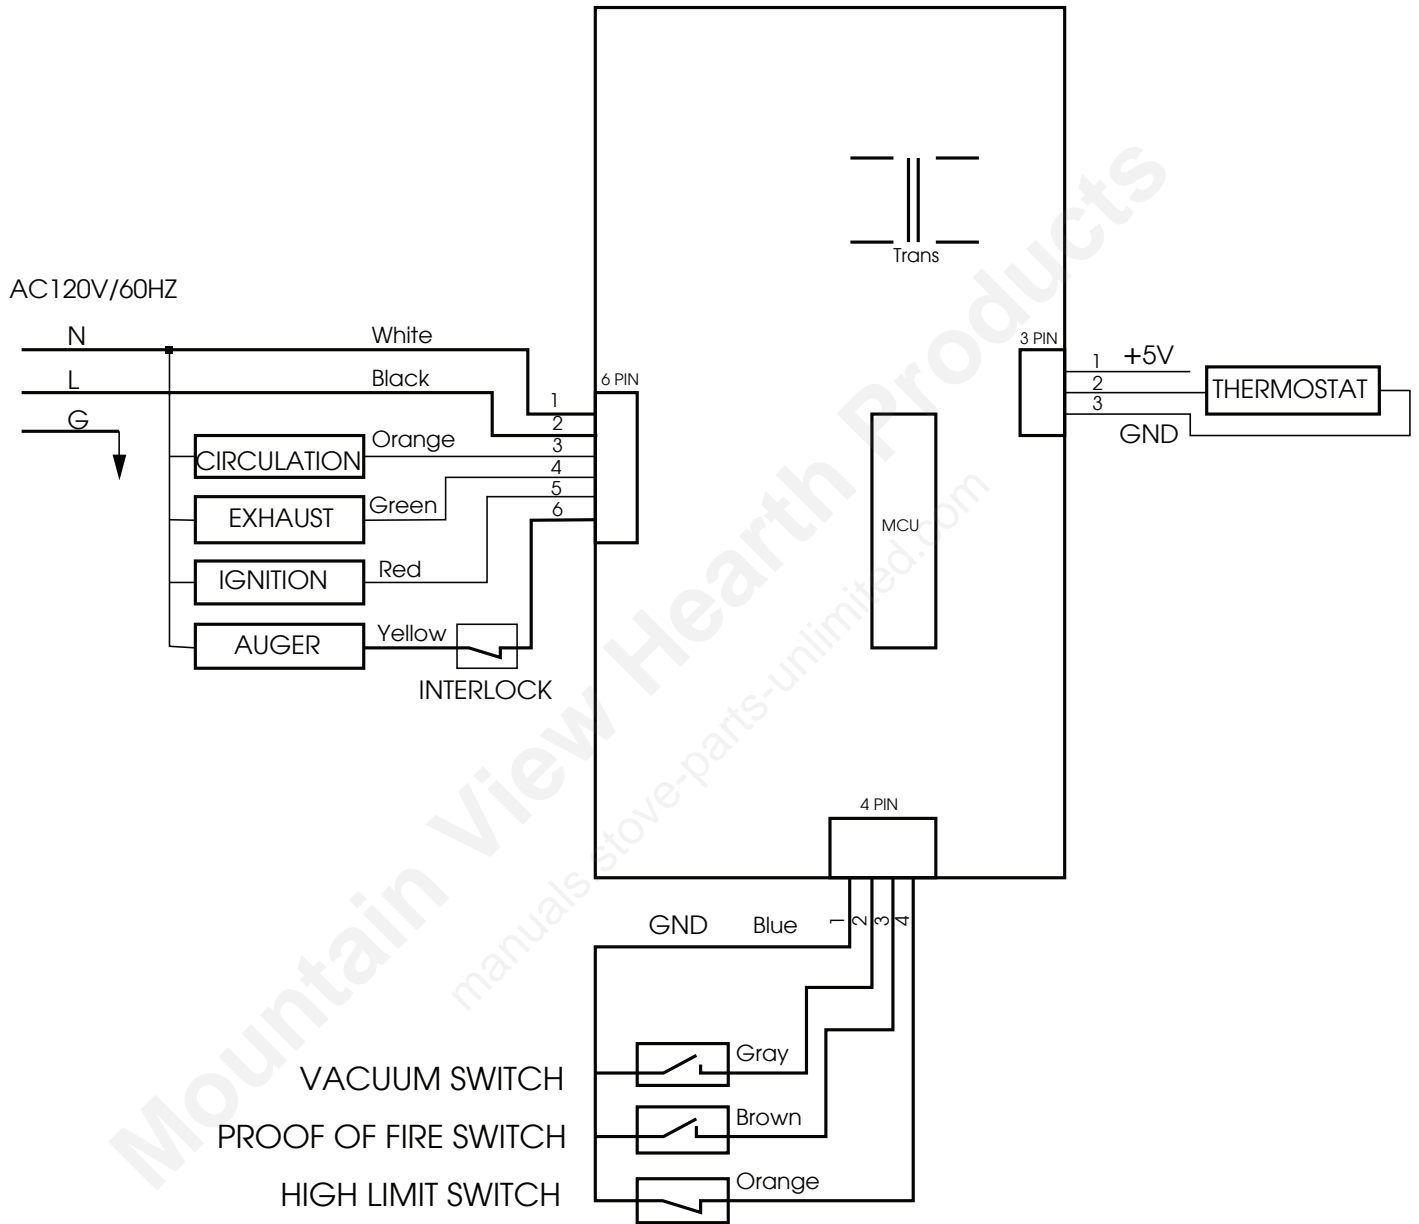 Trans
AC120V/60HZ
N
White
3 PIN
L
Black
6 PIN
1 +5V
2
3
THERMOSTAT
GND
G
1
2
3
4
5
6
Orange
CIRCULATION
Green
EXHAUST
Red
IGNITION
Yellow
AUGER
INTERLOCK
MCU
4 PIN
GND Blue
1
2
3
4
VACUUM SWITCH
Gray
PROOF OF FIRE SWITCH
Brown
HIGH LIMIT SWITCH
Orange
Mountain View Hearth Products
manuals stove-parts-unlimited.com